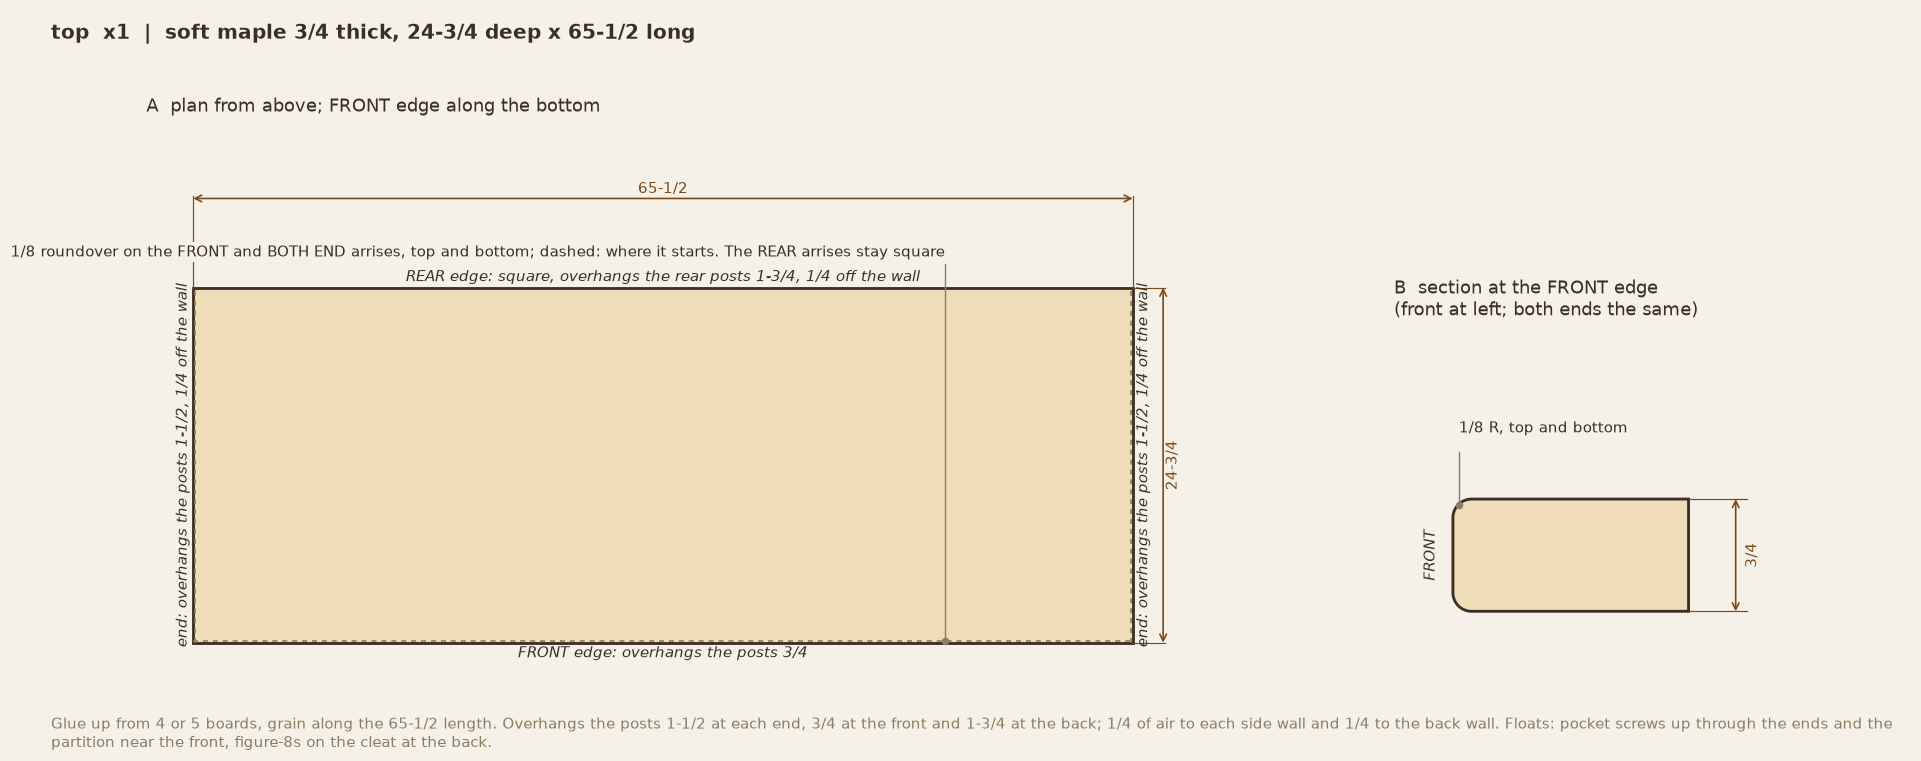 top x1 | soft maple 3/4 thick, 24-3/4 deep x 65-1/2 long
A plan from above; FRONT edge along the bottom
65-1/2
1/8 roundover on the FRONT and BOTH END arrises, top and bottom; dashed: where it starts. The REAR arrises stay square
REAR edge: square, overhangs the rear posts 1-3/4, 1/4 off the wall
end: overhangs the posts 1-1/2, 1/4 off the wall
end: overhangs the posts 1-1/2, 1/4 off the wall
24-3/4
FRONT edge: overhangs the posts 3/4
B section at the FRONT edge
(front at left; both ends the same)
1/8 R, top and bottom
FRONT
3/4
Glue up from 4 or 5 boards, grain along the 65-1/2 length. Overhangs the posts 1-1/2 at each end, 3/4 at the front and 1-3/4 at the back; 1/4 of air to each side wall and 1/4 to the back wall. Floats: pocket screws up through the ends and the
partition near the front, figure-8s on the cleat at the back.